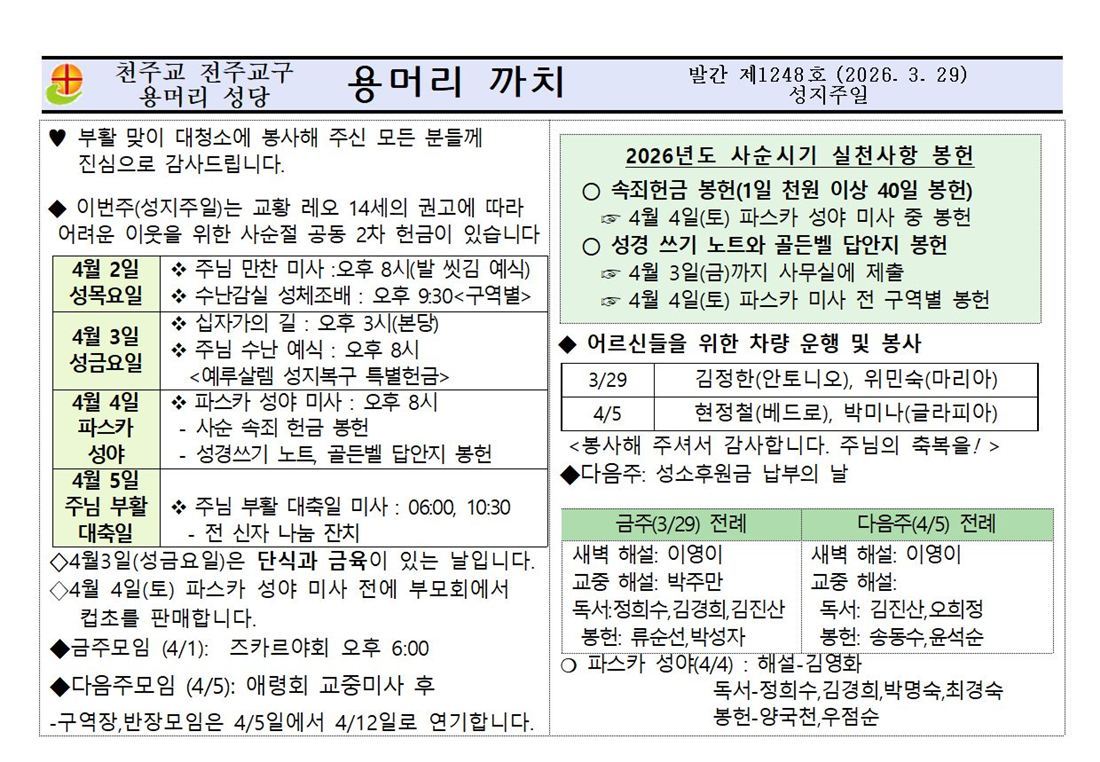 천주교 전주교구
용머리 성당
용머리 까치
발간 제1248호 (2026. 3. 29)
성지주일
♥ 부활 맞이 대청소에 봉사해 주신 모든 분들께
진심으로 감사드립니다.
◆ 이번주(성지주일)는 교황 레오 14세의 권고에 따라
어려운 이웃을 위한 사순절 공동 2차 헌금이 있습니다
4월 2일
성목요일
❖ 주님 만찬 미사 :오후 8시(발 씻김 예식)
❖ 수난감실 성체조배 : 오후 9:30<구역별>
4월 3일
성금요일
❖ 십자가의 길 : 오후 3시(본당)
❖ 주님 수난 예식 : 오후 8시
<예루살렘 성지복구 특별헌금>
4월 4일
파스카
성야
❖ 파스카 성야 미사 : 오후 8시
- 사순 속죄 헌금 봉헌
- 성경쓰기 노트, 골든벨 답안지 봉헌
4월 5일
주님 부활
대축일
❖ 주님 부활 대축일 미사 : 06:00, 10:30
- 전 신자 나눔 잔치
◇4월3일(성금요일)은 단식과 금육이 있는 날입니다.
◇4월 4일(토) 파스카 성야 미사 전에 부모회에서
컵초를 판매합니다.
◆금주모임 (4/1): 즈카르야회 오후 6:00
◆다음주모임 (4/5): 애령회 교중미사 후
-구역장,반장모임은 4/5일에서 4/12일로 연기합니다.
2026년도 사순시기 실천사항 봉헌
○ 속죄헌금 봉헌(1일 천원 이상 40일 봉헌)
☞ 4월 4일(토) 파스카 성야 미사 중 봉헌
○ 성경 쓰기 노트와 골든벨 답안지 봉헌
☞ 4월 3일(금)까지 사무실에 제출
☞ 4월 4일(토) 파스카 미사 전 구역별 봉헌
◆ 어르신들을 위한 차량 운행 및 봉사
3/29 김정한(안토니오), 위민숙(마리아)
4/5 현정철(베드로), 박미나(글라피아)
<봉사해 주셔서 감사합니다. 주님의 축복을! >
◆다음주: 성소후원금 납부의 날
금주(3/29) 전례
새벽 해설: 이영이
교중 해설: 박주만
독서:정희수,김경희,김진산
봉헌: 류순선,박성자
다음주(4/5) 전례
새벽 해설: 이영이
교중 해설:
독서: 김진산,오희정
봉헌: 송동수,윤석순
❍ 파스카 성야(4/4) : 해설-김영화
독서-정희수,김경희,박명숙,최경숙
봉헌-양국천,우점순